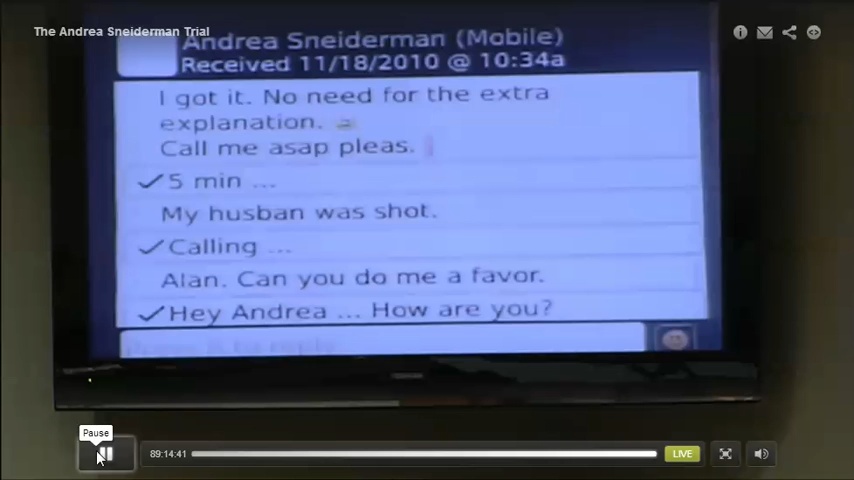 The Andrea Sneiderman Trial
Andrea Sneiderman (Mobile)
Received 11/18/2010 @ 10:34a
I got it. No need for the extra
explanation.
Call me asap pleas.
✓5 min ...
My husban was shot.
✓Calling ...
Alan. Can you do me a favor.
✓Hey Andrea ... How are you?
Pause
89:14:41
LIVE